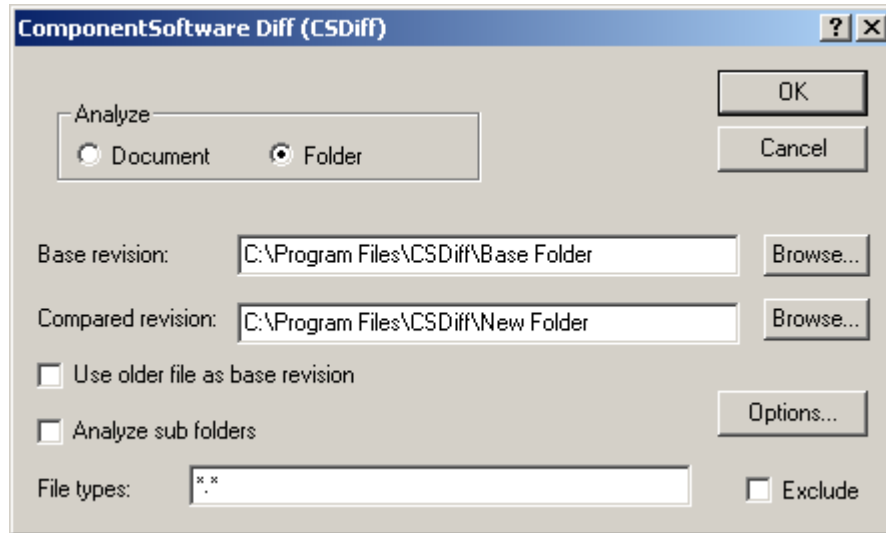 ComponentSoftware Diff (CSDiff)
Analyze
Document Folder
OK
Cancel
Base revision: C:\Program Files\CSDiff\Base Folder Browse...
Compared revision: C:\Program Files\CSDiff\New Folder Browse...
Use older file as base revision
Analyze sub folders
Options...
File types: *.* Exclude